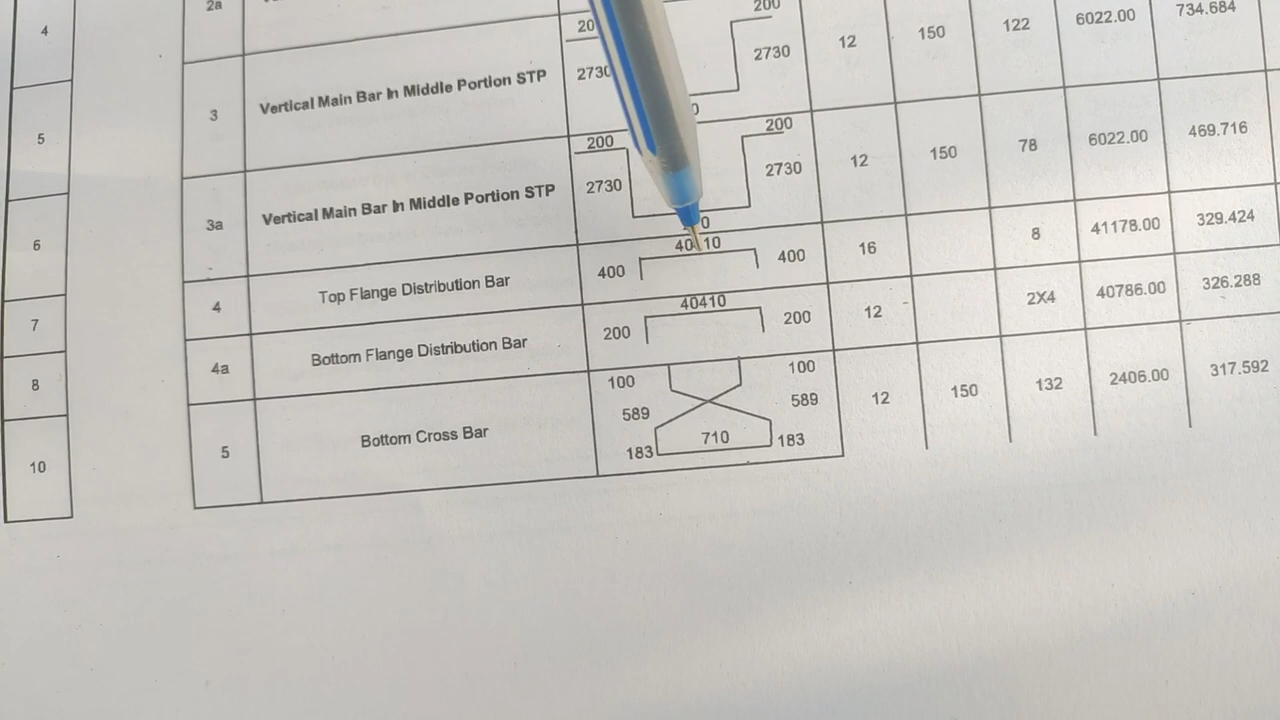 4
5
6
7
8
10
2a
3 Vertical Main Bar In Middle Portion STP 2730 200 2730 12 150 122 6022.00 734.684
3a Vertical Main Bar In Middle Portion STP 200 2730 200 2730 12 150 78 6022.00 469.716
4 Top Flange Distribution Bar 400 400 16 8 41178.00 329.424
4a Bottom Flange Distribution Bar 200 40410 200 12 2X4 40786.00 326.288
5 Bottom Cross Bar 100 589 183 710 100 589 183 12 150 132 2406.00 317.592